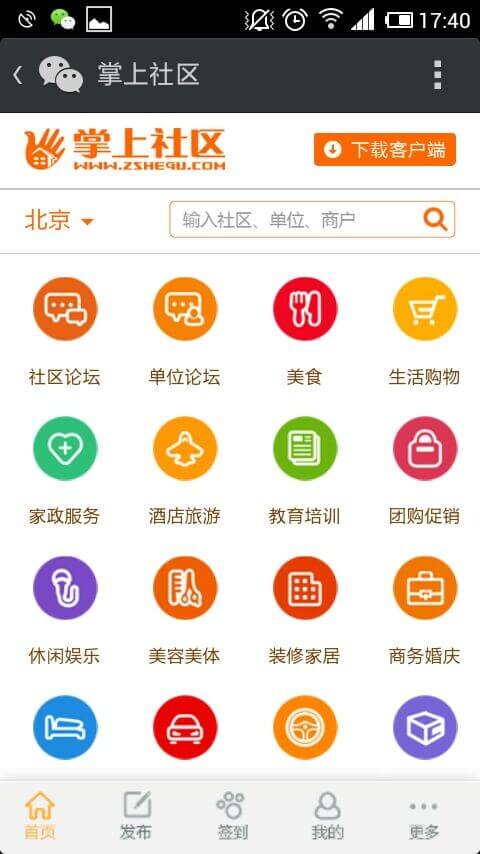 17:40
掌上社区
掌上社区
WWW.ZSHEQU.COM
下载客户端
北京
输入社区、单位、商户
社区论坛 单位论坛 美食 生活购物
家政服务 酒店旅游 教育培训 团购促销
休闲娱乐 美容美体 装修家居 商务婚庆
首页 发布 签到 我的 更多